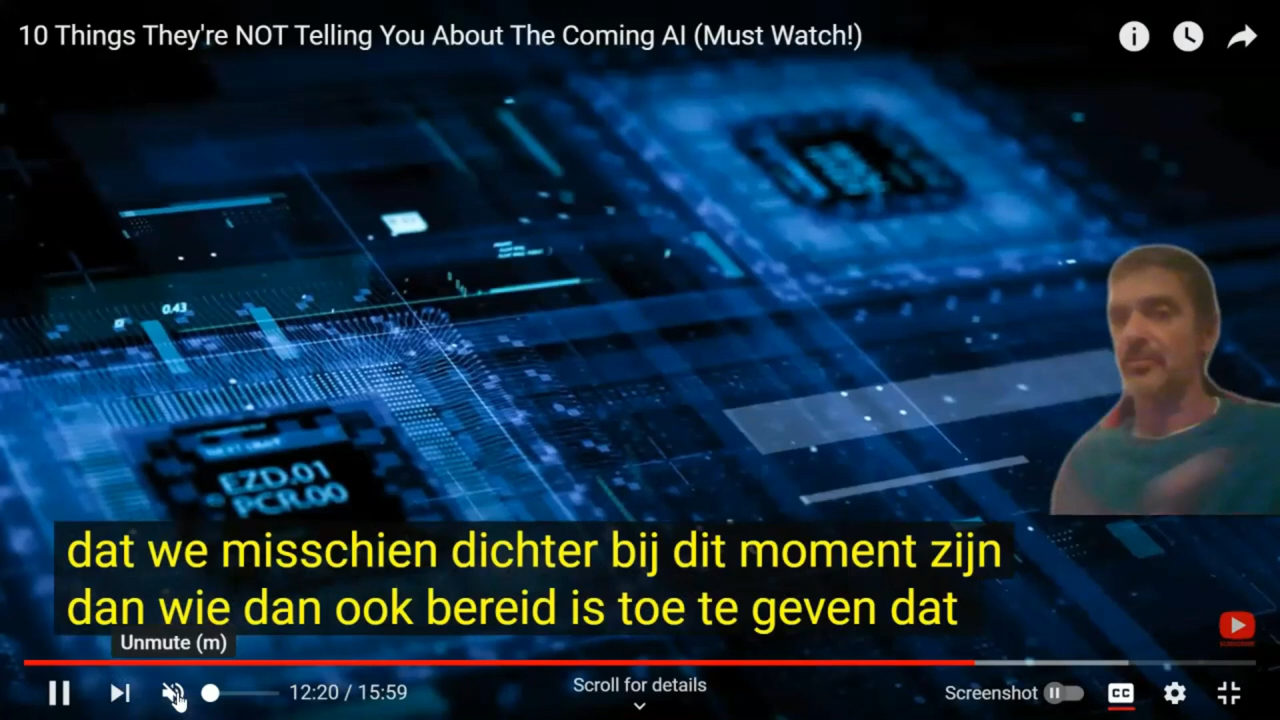 10 Things They're NOT Telling You About The Coming AI (Must Watch!)
0.43
EZD.01
PCR.00
dat we misschien dichter bij dit moment zijn
dan wie dan ook bereid is toe te geven dat
Unmute (m)
12:20 / 15:59
Scroll for details
Screenshot
CC